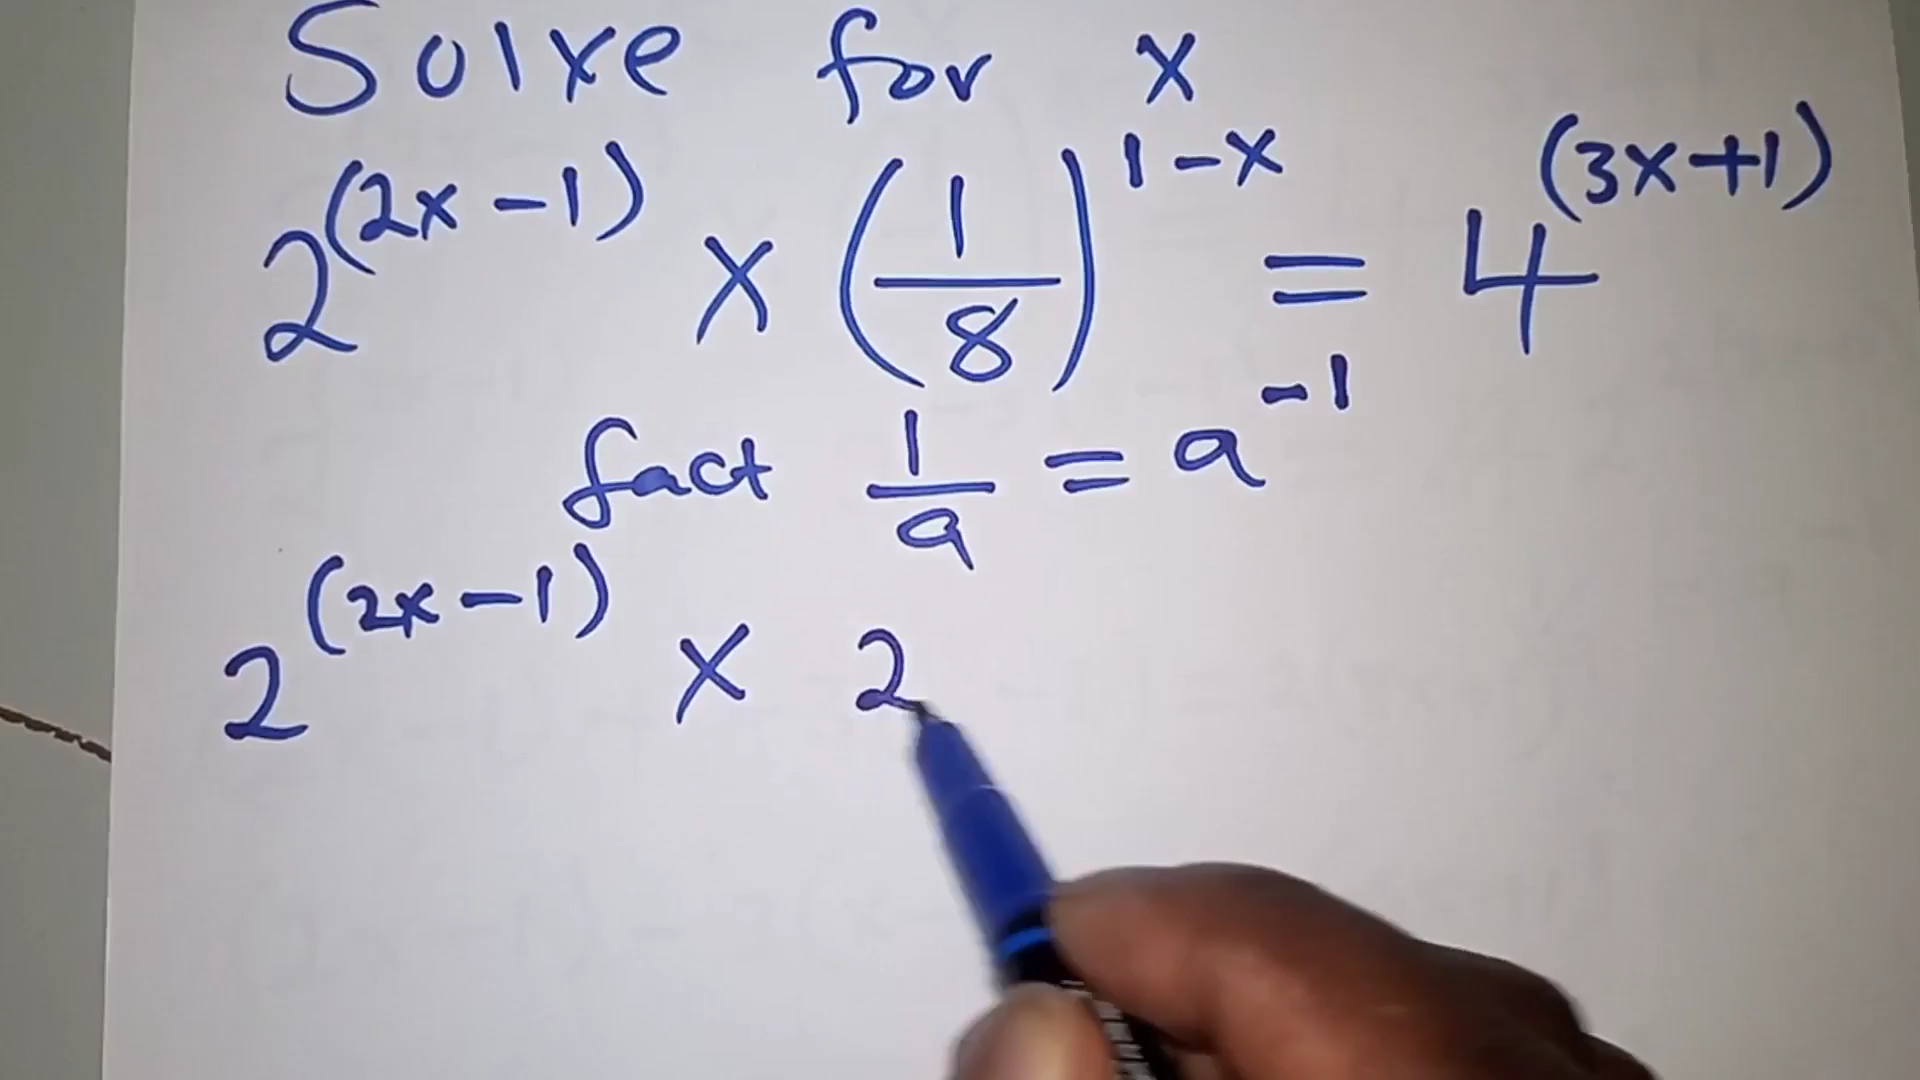 Solve for x
2^(2x-1) × (1/8)^1-x = 4^(3x+1)
fact 1/a = a^-1
2^(2x-1) × 2